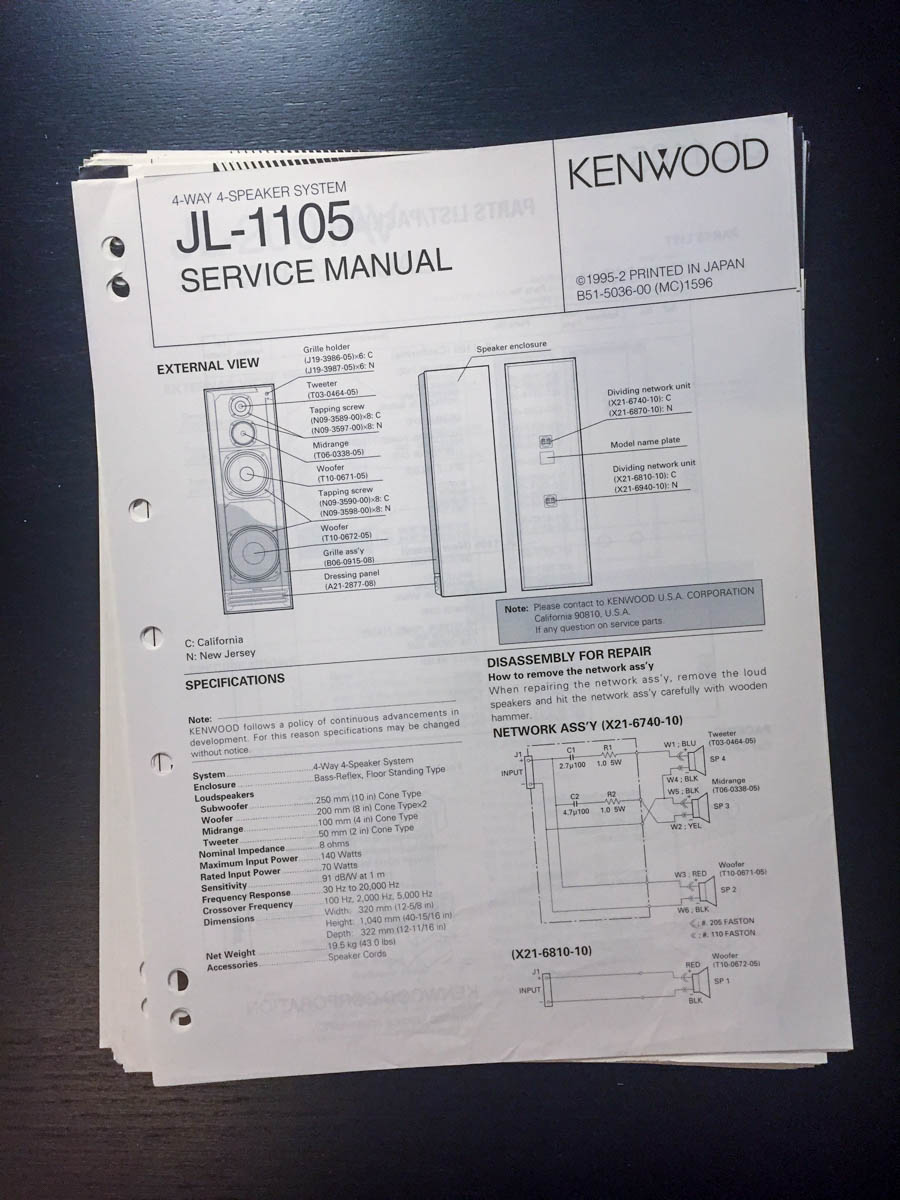 4-WAY 4-SPEAKER SYSTEM
JL-1105
SERVICE MANUAL
KENWOOD
©1995-2 PRINTED IN JAPAN
B51-5036-00 (MC)1596
EXTERNAL VIEW
Grille holder
(J19-3986-05)×6: C
(J19-3987-05)×6: N
Tweeter
(T03-0464-05)
Tapping screw
(N09-3589-00)×8: C
(N09-3597-00)×8: N
Midrange
(T06-0338-05)
Woofer
(T10-0671-05)
Tapping screw
(N09-3590-00)×8: C
(N09-3598-00)×8: N
Woofer
(T10-0672-05)
Grille ass'y
(B06-0915-08)
Dressing panel
(A21-2877-08)
Speaker enclosure
Dividing network unit
(X21-6740-10): C
(X21-6870-10): N
Model name plate
Dividing network unit
(X21-6810-10): C
(X21-6940-10): N
C: California
N: New Jersey
Note: Please contact to KENWOOD U.S.A. CORPORATION
California 90810, U.S.A.
If any question on service parts
SPECIFICATIONS
Note:
KENWOOD follows a policy of continuous advancements in
development. For this reason specifications may be changed
without notice.
System 4-Way 4-Speaker System
Enclosure Bass-Reflex, Floor Standing Type
Loudspeakers
Subwoofer 250 mm (10 in) Cone Type
Woofer 200 mm (8 in) Cone Type×2
Midrange 100 mm (4 in) Cone Type
Tweeter 50 mm (2 in) Cone Type
Nominal Impedance 8 ohms
Maximum Input Power 140 Watts
Rated Input Power 70 Watts
Sensitivity 91 dB/W at 1 m
Frequency Response 30 Hz to 20,000 Hz
Crossover Frequency 100 Hz, 2,000 Hz, 5,000 Hz
Dimensions Width: 320 mm (12-5/8 in)
Height: 1,040 mm (40-15/16 in)
Depth: 322 mm (12-11/16 in)
Net Weight 19.5 kg (43.0 lbs)
Accessories Speaker Cords
DISASSEMBLY FOR REPAIR
How to remove the network ass'y
When repairing the network ass'y, remove the loud
speakers and hit the network ass'y carefully with wooden
hammer.
NETWORK ASS'Y (X21-6740-10)
J1
INPUT
C1
2.7μ100
R1
1.0 5W
W1 ; BLU
Tweeter
(T03-0464-05)
SP 4
W4 ; BLK
C2
4.7μ100
R2
1.0 5W
W5 ; BLK
Midrange
(T06-0338-05)
SP 3
W2 ; YEL
W3 ; RED
Woofer
(T10-0671-05)
SP 2
W6 ; BLK
:#. 205 FASTON
:#. 110 FASTON
(X21-6810-10)
J1
INPUT
RED
Woofer
(T10-0672-05)
SP 1
BLK